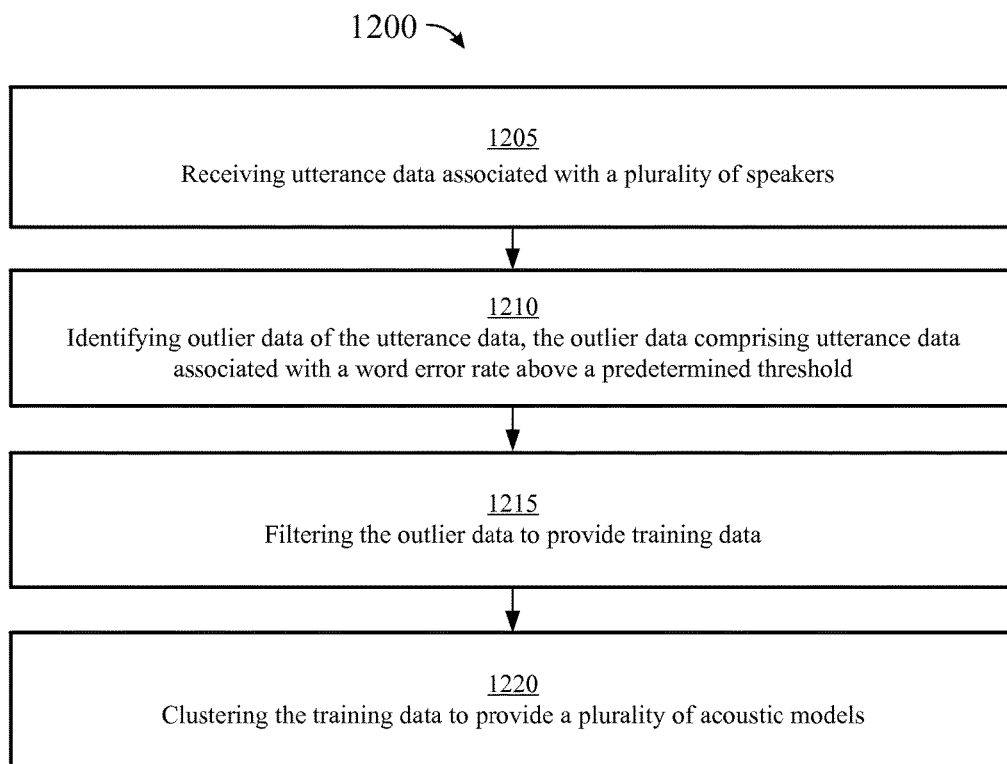 1200
1205
Receiving utterance data associated with a plurality of speakers
1210
Identifying outlier data of the utterance data, the outlier data comprising utterance data
associated with a word error rate above a predetermined threshold
1215
Filtering the outlier data to provide training data
1220
Clustering the training data to provide a plurality of acoustic models